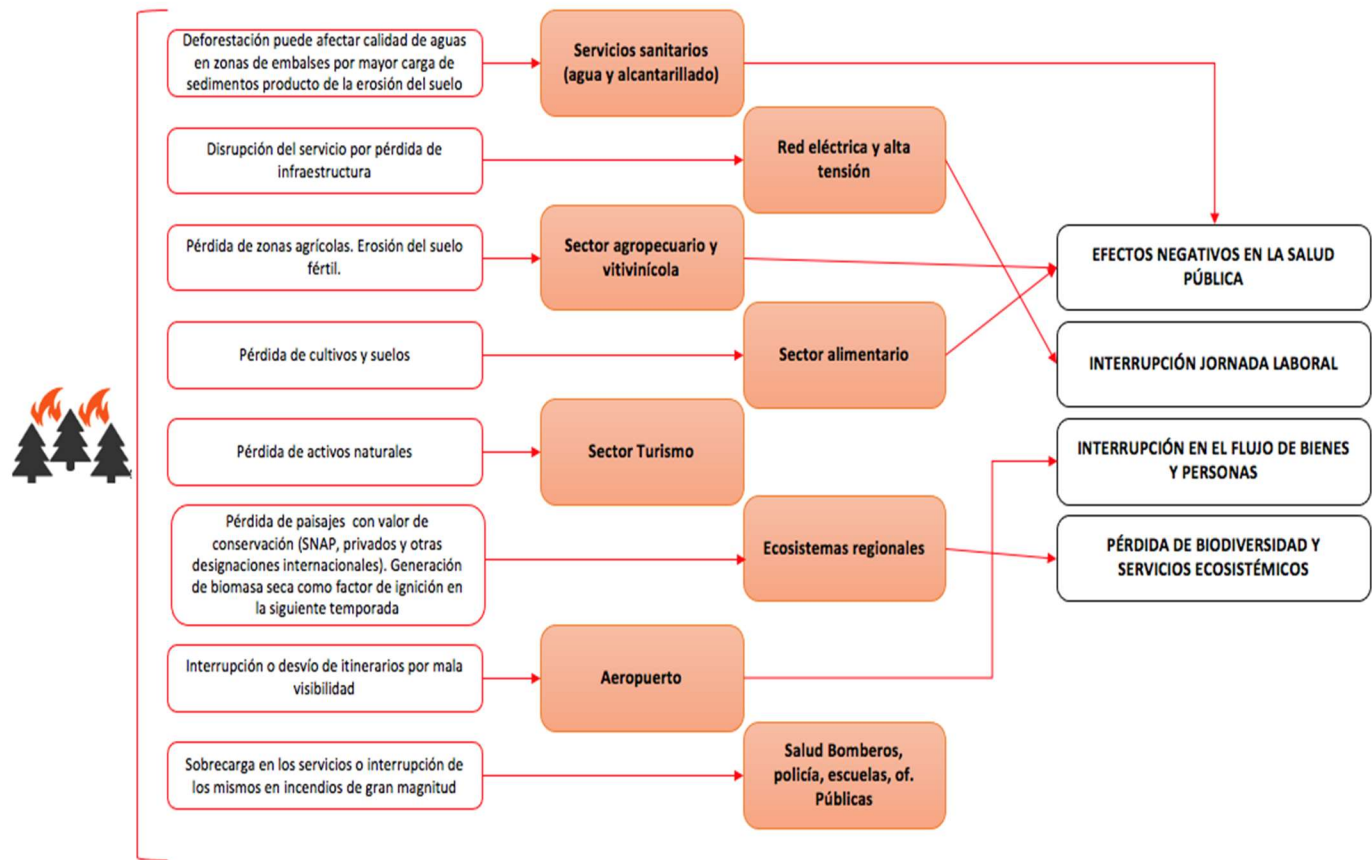 Deforestación puede afectar calidad de aguas
en zonas de embalses por mayor carga de
sedimentos producto de la erosión del suelo
Servicios sanitarios
(agua y alcantarillado)
Disrupción del servicio por pérdida de
infraestructura
Red eléctrica y alta
tensión
Pérdida de zonas agrícolas. Erosión del suelo
fértil.
Sector agropecuario y
vitivinícola
EFECTOS NEGATIVOS EN LA SALUD
PÚBLICA
Pérdida de cultivos y suelos
Sector alimentario
INTERRUPCIÓN JORNADA LABORAL
Pérdida de activos naturales
Sector Turismo
INTERRUPCIÓN EN EL FLUJO DE BIENES
Y PERSONAS
Pérdida de paisajes con valor de
conservación (SNAP, privados y otras
designaciones internacionales). Generación
de biomasa seca como factor de ignición en
la siguiente temporada
Ecosistemas regionales
PÉRDIDA DE BIODIVERSIDAD Y
SERVICIOS ECOSISTÉMICOS
Interrupción o desvío de itinerarios por mala
visibilidad
Aeropuerto
Sobrecarga en los servicios o interrupción de
los mismos en incendios de gran magnitud
Salud Bomberos,
policía, escuelas, of.
Públicas